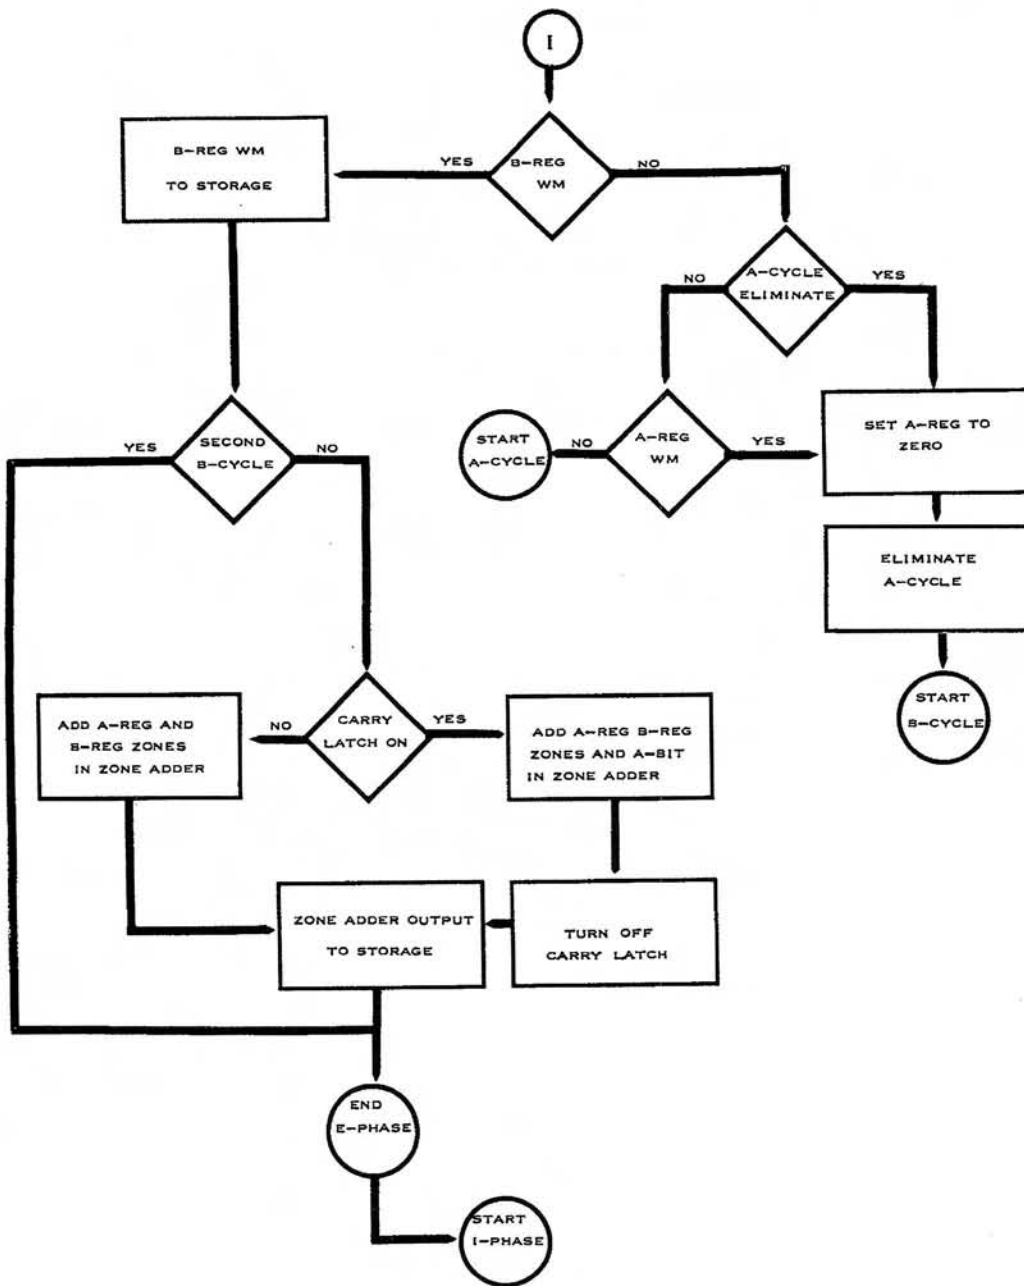 I
B-REG WM
TO STORAGE
YES
B-REG
WM
NO
NO
A-CYCLE
ELIMINATE
YES
YES
SECOND
B-CYCLE
NO
START
A-CYCLE
NO
A-REG
WM
YES
SET A-REG TO
ZERO
ELIMINATE
A-CYCLE
START
B-CYCLE
ADD A-REG AND
B-REG ZONES
IN ZONE ADDER
NO
CARRY
LATCH ON
YES
ADD A-REG B-REG
ZONES AND A-BIT
IN ZONE ADDER
ZONE ADDER OUTPUT
TO STORAGE
TURN OFF
CARRY LATCH
END
E-PHASE
START
I-PHASE